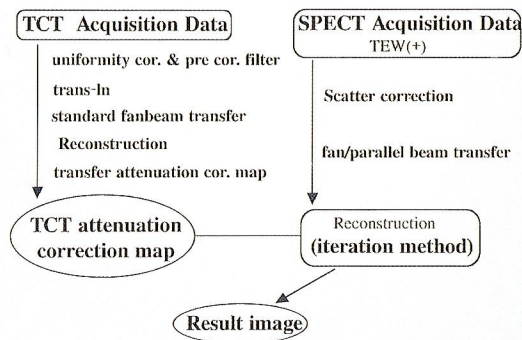 TCT Acquisition Data
uniformity cor. & pre cor. filter
trans-ln
standard fanbeam transfer
Reconstruction
transfer attenuation cor. map
TCT attenuation
correction map
SPECT Acquisition Data
TEW(+)
Scatter correction
fan/parallel beam transfer
Reconstruction
(iteration method)
Result image